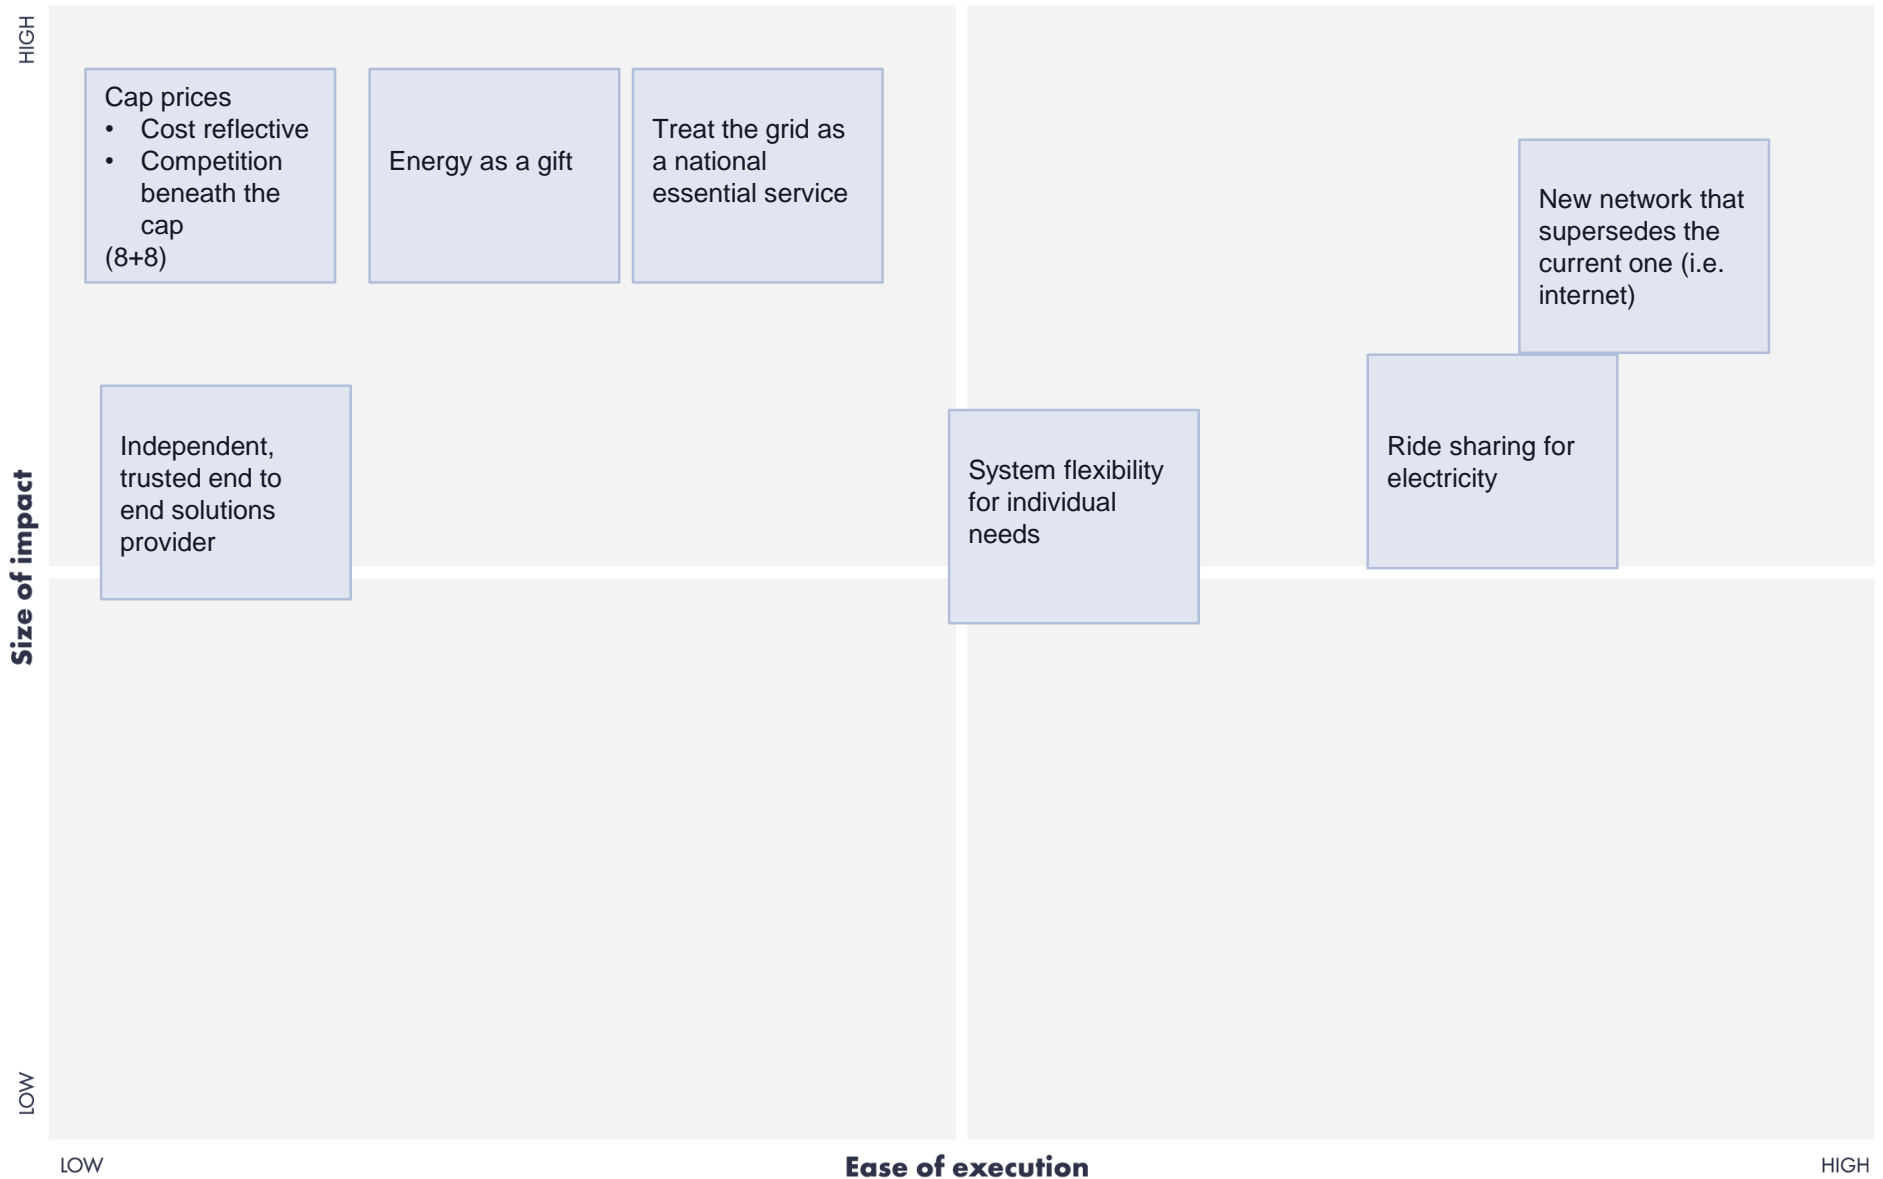 HIGH
Cap prices
• Cost reflective
• Competition
beneath the
cap
(8+8)
Energy as a gift
Treat the grid as
a national
essential service
New network that
supersedes the
current one (i.e.
internet)
Independent,
trusted end to
end solutions
provider
System flexibility
for individual
needs
Ride sharing for
electricity
Size of impact
LOW
LOW
Ease of execution
HIGH